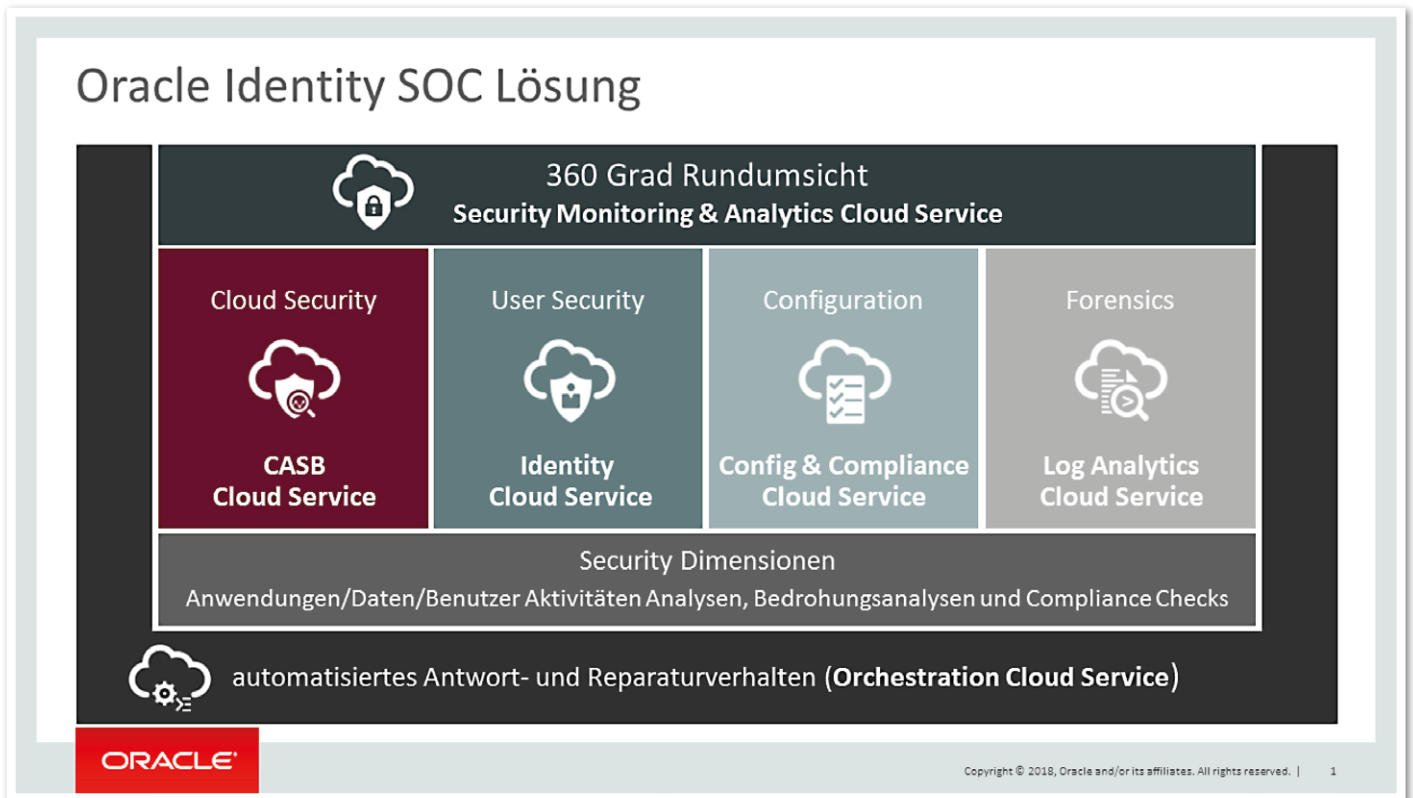 Oracle Identity SOC Lösung
360 Grad Rundumsicht
Security Monitoring & Analytics Cloud Service
Cloud Security
CASB
Cloud Service
User Security
Identity
Cloud Service
Configuration
Config & Compliance
Cloud Service
Forensics
Log Analytics
Cloud Service
Security Dimensionen
Anwendungen/Daten/Benutzer Aktivitäten Analysen, Bedrohungsanalysen und Compliance Checks
automatisiertes Antwort- und Reparaturverhalten (Orchestration Cloud Service)
ORACLE®
Copyright © 2018, Oracle and/or its affiliates. All rights reserved. | 1